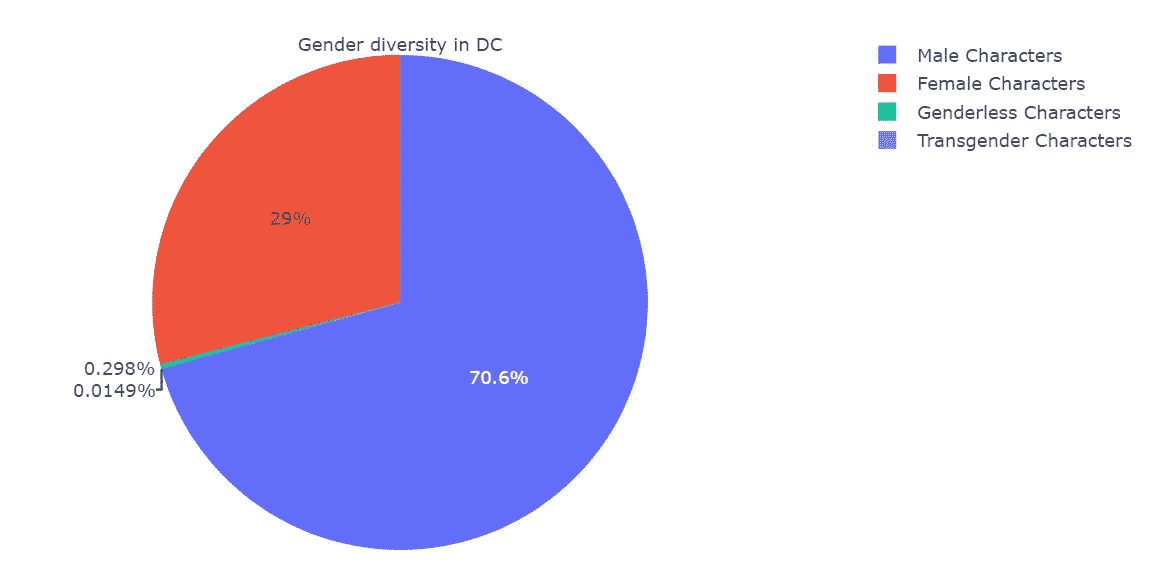 Gender diversity in DC
Male Characters
Female Characters
Genderless Characters
Transgender Characters
29%
0.298%
0.0149%
70.6%